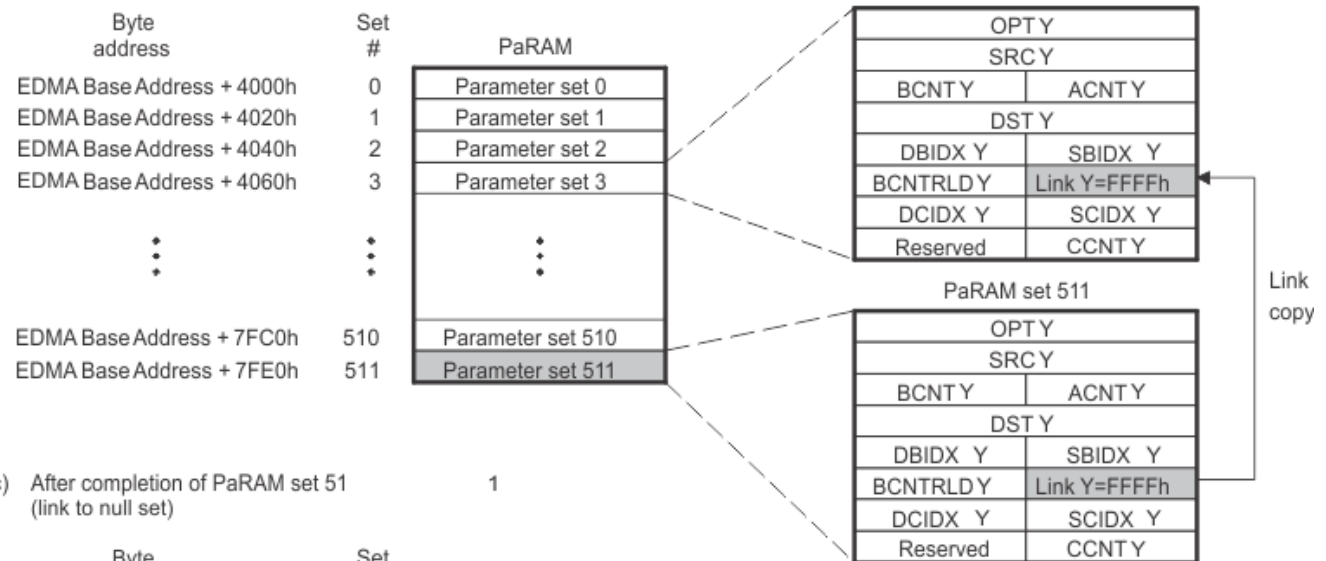 Byte address Set # PaRAM
EDMA Base Address + 4000h 0 Parameter set 0
EDMA Base Address + 4020h 1 Parameter set 1
EDMA Base Address + 4040h 2 Parameter set 2
EDMA Base Address + 4060h 3 Parameter set 3
EDMA Base Address + 7FC0h 510 Parameter set 510
EDMA Base Address + 7FE0h 511 Parameter set 511
OPT Y
SRC Y
BCNT Y ACNT Y
DST Y
DBIDX Y SBIDX Y
BCNTRLD Y Link Y=FFFFh
DCIDX Y SCIDX Y
Reserved CCNT Y
Link copy
PaRAM set 511
OPT Y
SRC Y
BCNT Y ACNT Y
DST Y
DBIDX Y SBIDX Y
BCNTRLD Y Link Y=FFFFh
DCIDX Y SCIDX Y
Reserved CCNT Y
) After completion of PaRAM set 51 1
(link to null set)
Byte Set